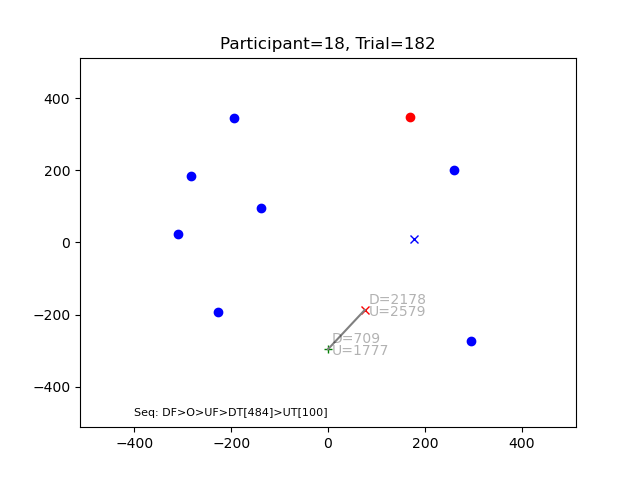 Participant=18, Trial=182
400
200
0
−200
−400
D=2178
U=2579
D=709
U=1777
Seq: DF>O>UF>DT[484]>UT[100]
−400
−200
0
200
400